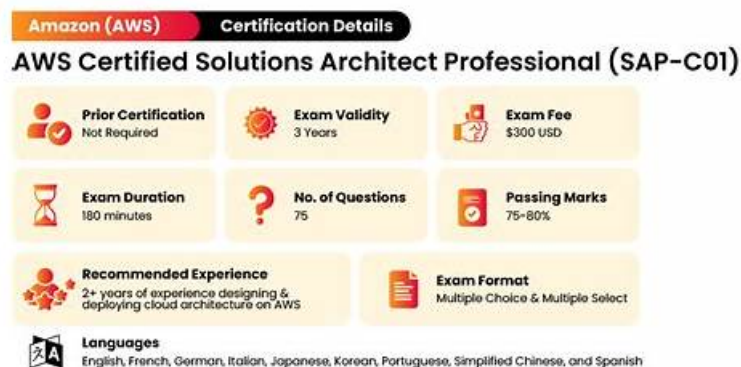 Amazon (AWS) Certification Details
AWS Certified Solutions Architect Professional (SAP-C01)
Prior Certification
Not Required
Exam Validity
3 Years
Exam Fee
$300 USD
Exam Duration
180 minutes
No. of Questions
75
Passing Marks
75-80%
Recommended Experience
2+ years of experience designing &
deploying cloud architecture on AWS
Exam Format
Multiple Choice & Multiple Select
Languages
English, French, German, Italian, Japanese, Korean, Portuguese, Simplified Chinese, and Spanish